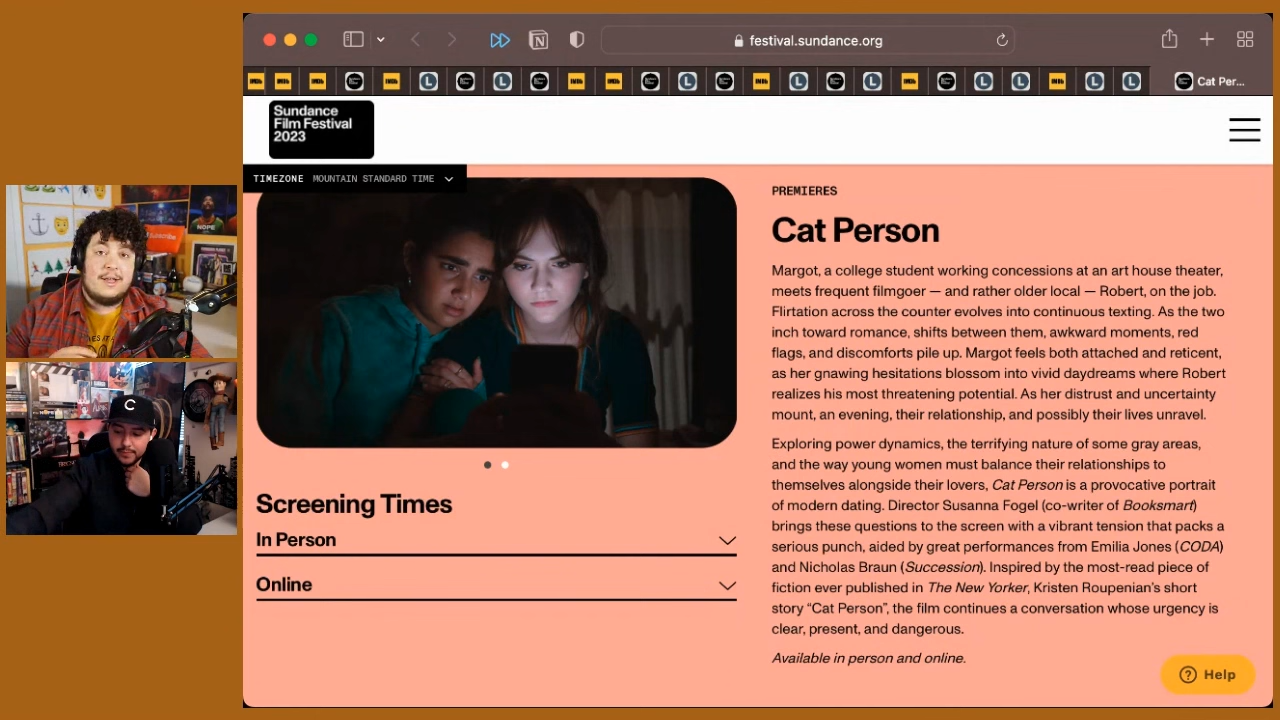 festival.sundance.org
Cat Per...
Sundance
Film Festival
2023
TIMEZONE MOUNTAIN STANDARD TIME
PREMIERES
Cat Person
Margot, a college student working concessions at an art house theater,
meets frequent filmgoer — and rather older local — Robert, on the job.
Flirtation across the counter evolves into continuous texting. As the two
inch toward romance, shifts between them, awkward moments, red
flags, and discomforts pile up. Margot feels both attached and reticent,
as her gnawing hesitations blossom into vivid daydreams where Robert
realizes his most threatening potential. As her distrust and uncertainty
mount, an evening, their relationship, and possibly their lives unravel.
Exploring power dynamics, the terrifying nature of some gray areas,
and the way young women must balance their relationships to
themselves alongside their lovers, Cat Person is a provocative portrait
of modern dating. Director Susanna Fogel (co-writer of Booksmart)
brings these questions to the screen with a vibrant tension that packs a
serious punch, aided by great performances from Emilia Jones (CODA)
and Nicholas Braun (Succession). Inspired by the most-read piece of
fiction ever published in The New Yorker, Kristen Roupenian's short
story “Cat Person”, the film continues a conversation whose urgency is
clear, present, and dangerous.
Available in person and online.
Screening Times
In Person
Online
Help
NOPE
C